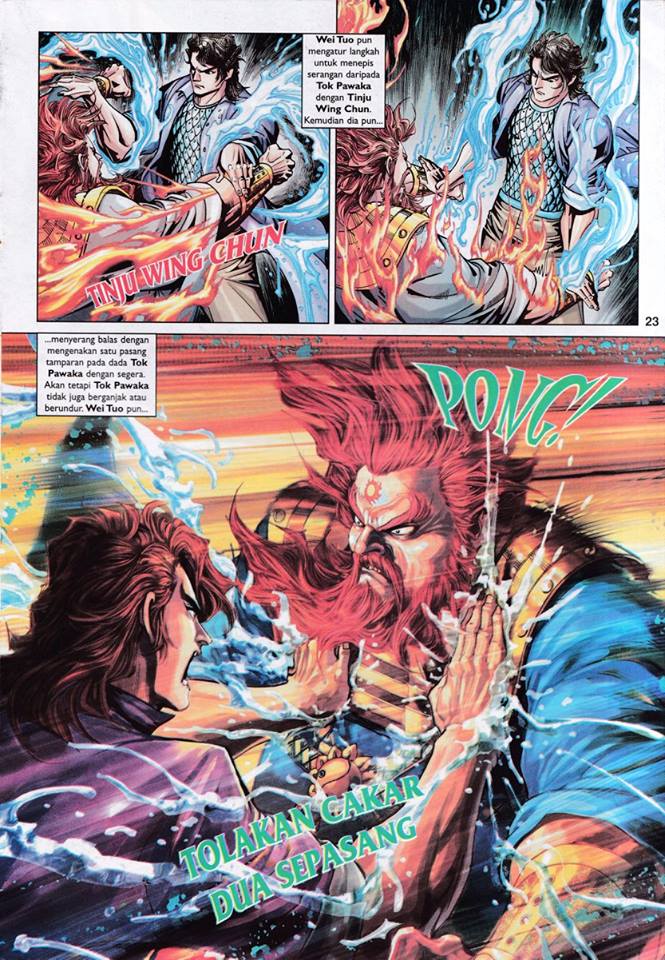 Wei Tuo pun
mengatur langkah
untuk menepis
serangan daripada
Tok Pawaka
dengan Tinju
Wing Chun.
Kemudian dia pun...
TINJU WING CHUN
23
...menyerang balas dengan
mengenakan satu pasang
tamparan pada dada Tok
Pawaka dengan segera.
Akan tetapi Tok Pawaka
tidak juga berganjak atau
berundur. Wei Tuo pun...
PONG!
TOLAKAN CAKAR
DUA SEPASANG